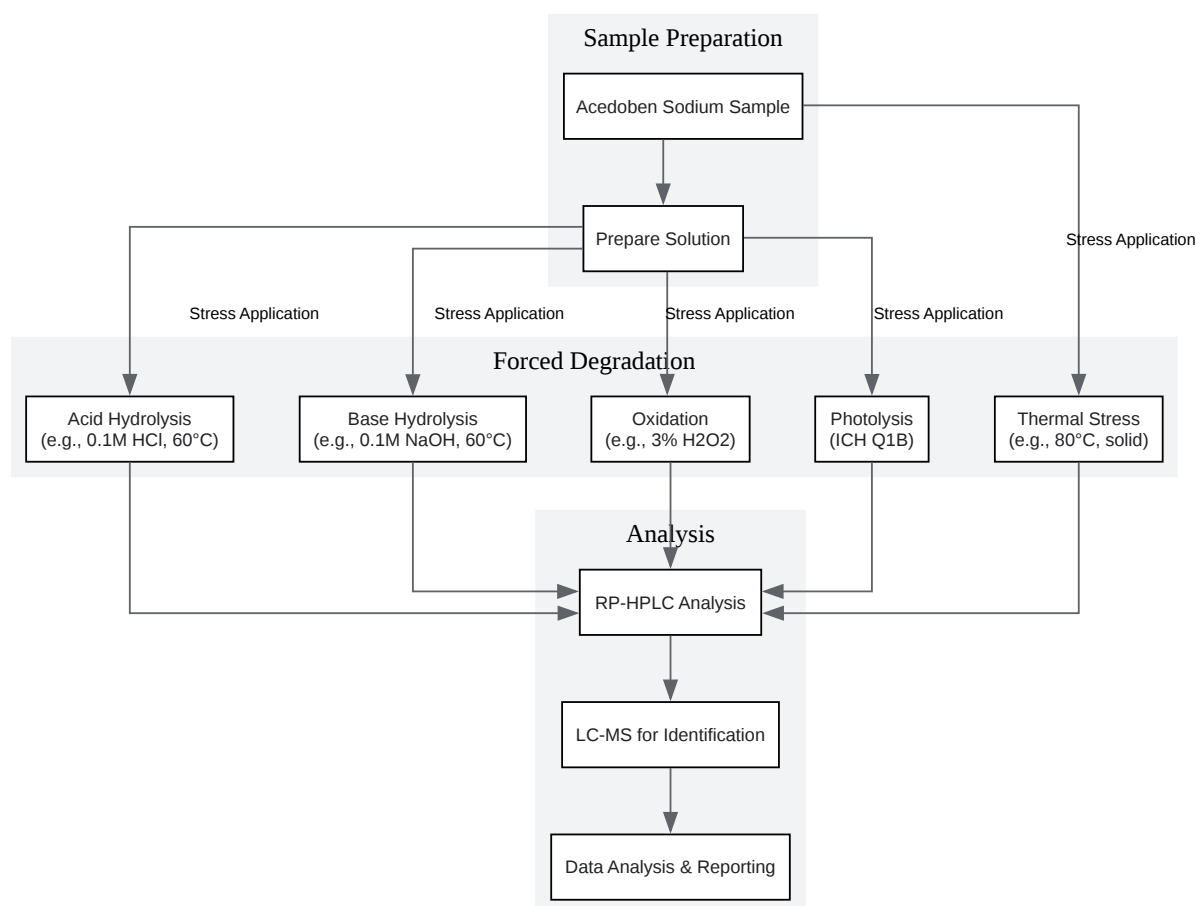 Sample Preparation
Acedoben Sodium Sample
Prepare Solution
Stress Application
Stress Application
Stress Application
Stress Application
Stress Application
Forced Degradation
Acid Hydrolysis
(e.g., 0.1M HCl, 60°C)
Base Hydrolysis
(e.g., 0.1M NaOH, 60°C)
Oxidation
(e.g., 3% H2O2)
Photolysis
(ICH Q1B)
Thermal Stress
(e.g., 80°C, solid)
Analysis
RP-HPLC Analysis
LC-MS for Identification
Data Analysis & Reporting